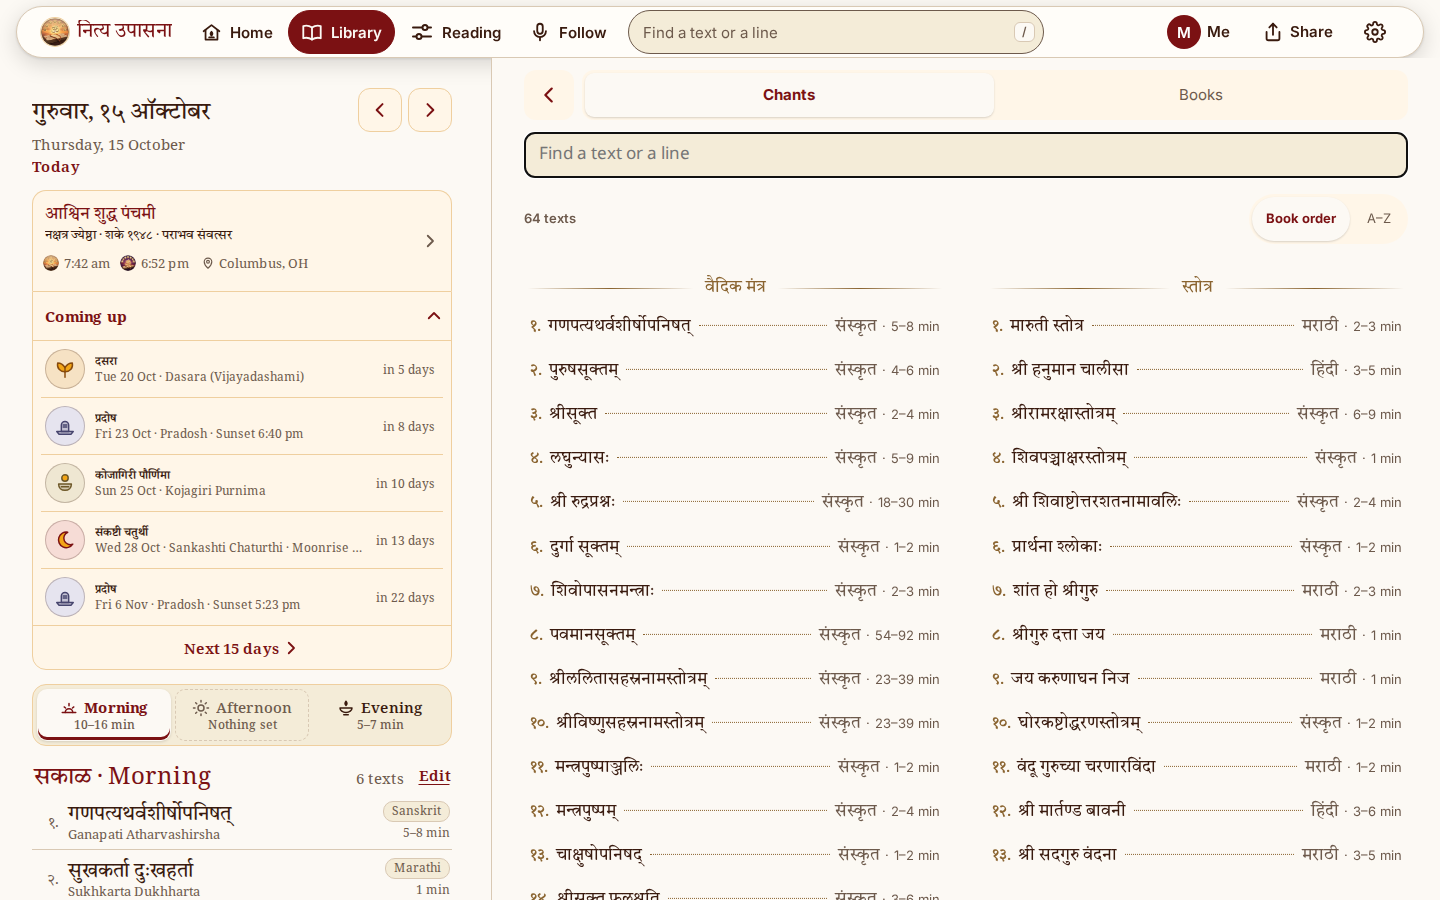 नित्य उपासना
Home
Library
Reading
Follow
Find a text or a line
/
M
Me
Share
गुरुवार, १५ ऑक्टोबर
Thursday, 15 October
Today
आश्विन शुद्ध पंचमी
नक्षत्र ज्येष्ठा · शके १९४८ · पराभव संवत्सर
7:42 am 6:52 pm Columbus, OH
Coming up
दसरा
Tue 20 Oct · Dasara (Vijayadashami)
in 5 days
प्रदोष
Fri 23 Oct · Pradosh · Sunset 6:40 pm
in 8 days
कोजागिरी पौर्णिमा
Sun 25 Oct · Kojagiri Purnima
in 10 days
संकष्टी चतुर्थी
Wed 28 Oct · Sankashti Chaturthi · Moonrise ...
in 13 days
प्रदोष
Fri 6 Nov · Pradosh · Sunset 5:23 pm
in 22 days
Next 15 days
Morning
10–16 min
Afternoon
Nothing set
Evening
5–7 min
सकाळ · Morning
6 texts
Edit
१. गणपत्यथर्वशीर्षोपनिषत्
Ganapati Atharvashirsha
Sanskrit
5–8 min
२. सुखकर्ता दुःखहर्ता
Sukhkarta Dukhharta
Marathi
1 min
Chants
Books
Find a text or a line
64 texts
Book order
A–Z
वैदिक मंत्र
१. गणपत्यथर्वशीर्षोपनिषत् संस्कृत · 5–8 min
२. पुरुषसूक्तम् संस्कृत · 4–6 min
३. श्रीसूक्त संस्कृत · 2–4 min
४. लघुन्यासः संस्कृत · 5–9 min
५. श्री रुद्रप्रश्नः संस्कृत · 18–30 min
६. दुर्गा सूक्तम् संस्कृत · 1–2 min
७. शिवोपासनमन्त्राः संस्कृत · 2–3 min
८. पवमानसूक्तम् संस्कृत · 54–92 min
९. श्रीललितासहस्रनामस्तोत्रम् संस्कृत · 23–39 min
१०. श्रीविष्णुसहस्रनामस्तोत्रम् संस्कृत · 23–39 min
११. मन्त्रपुष्पाञ्जलिः संस्कृत · 1–2 min
१२. मन्त्रपुष्पम् संस्कृत · 2–4 min
१३. चाक्षुषोपनिषद् संस्कृत · 1–2 min
१४. श्रीसूक्त फलश्रुति संस्कृत · 3–6 min
स्तोत्र
१. मारुती स्तोत्र मराठी · 2–3 min
२. श्री हनुमान चालीसा हिंदी · 3–5 min
३. श्रीरामरक्षास्तोत्रम् संस्कृत · 6–9 min
४. शिवपञ्चाक्षरस्तोत्रम् संस्कृत · 1 min
५. श्री शिवाष्टोत्तरशतनामावलिः संस्कृत · 2–4 min
६. प्रार्थना श्लोकाः संस्कृत · 1–2 min
७. शांत हो श्रीगुरु मराठी · 2–3 min
८. श्रीगुरु दत्ता जय मराठी · 1 min
९. जय करुणाघन निज मराठी · 1 min
१०. घोरकष्टोद्धरणस्तोत्रम् संस्कृत · 1–2 min
११. वंदू गुरुच्या चरणारविंदा मराठी · 1–2 min
१२. श्री मार्तण्ड बावनी हिंदी · 3–6 min
१३. श्री सदगुरु वंदना मराठी · 3–5 min